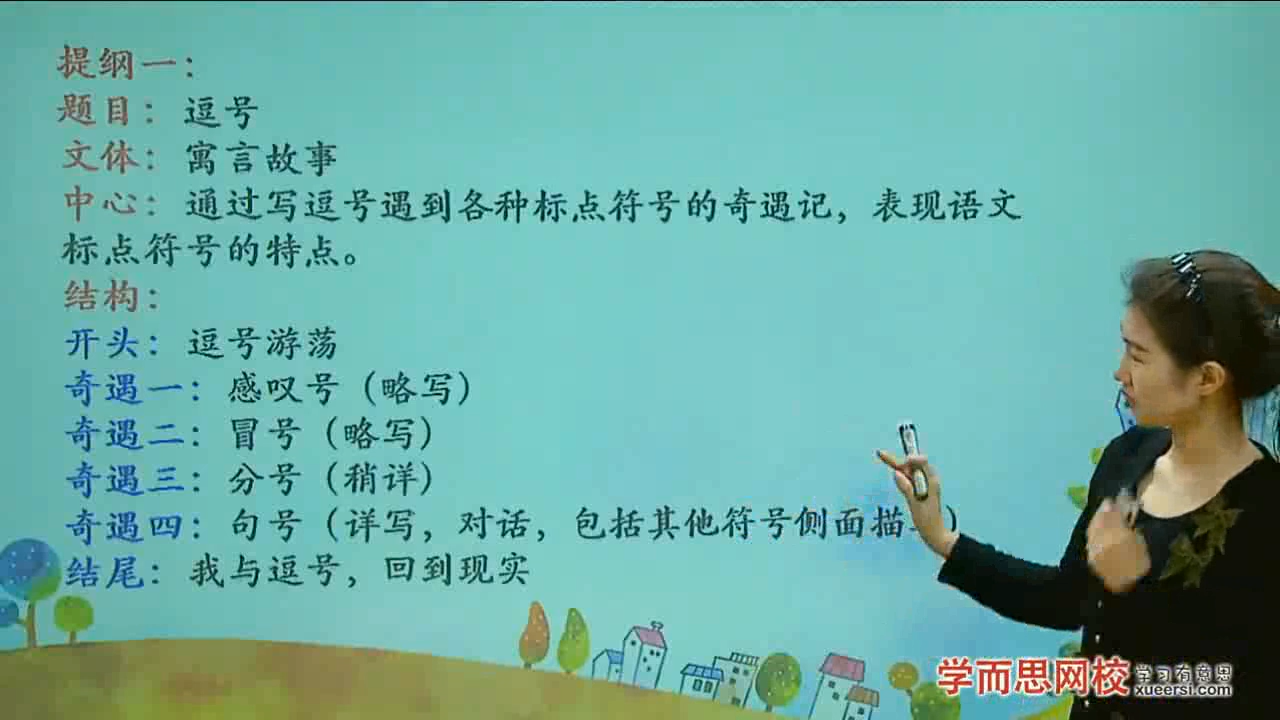 提纲一：
题目：逗号
文体：寓言故事
中心：通过写逗号遇到各种标点符号的奇遇记，表现语文
标点符号的特点。
结构：
开头：逗号游荡
奇遇一：感叹号（略写）
奇遇二：冒号（略写）
奇遇三：分号（稍详）
奇遇四：句号（详写，对话，包括其他符号侧面描）
结尾：我与逗号，回到现实
学而思网校 学习有意思
xueersi.com